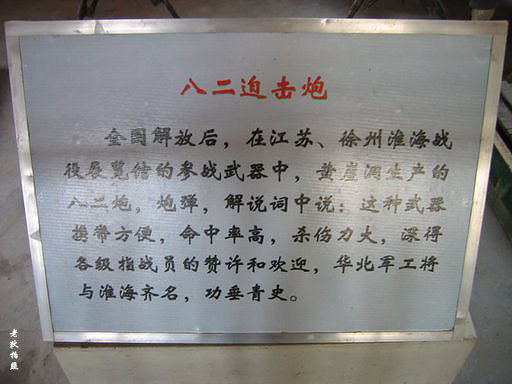 八二迫击炮
全国解放后，在江苏、徐州淮海战
役展览馆的参战武器中，黄崖洞生产的
八二炮，炮弹，解说词中说：这种武器
携带方便，命中率高，杀伤力大，深得
各级指战员的赞许和欢迎，华北军工将
与淮海齐名，功垂青史。
老狄拍摄